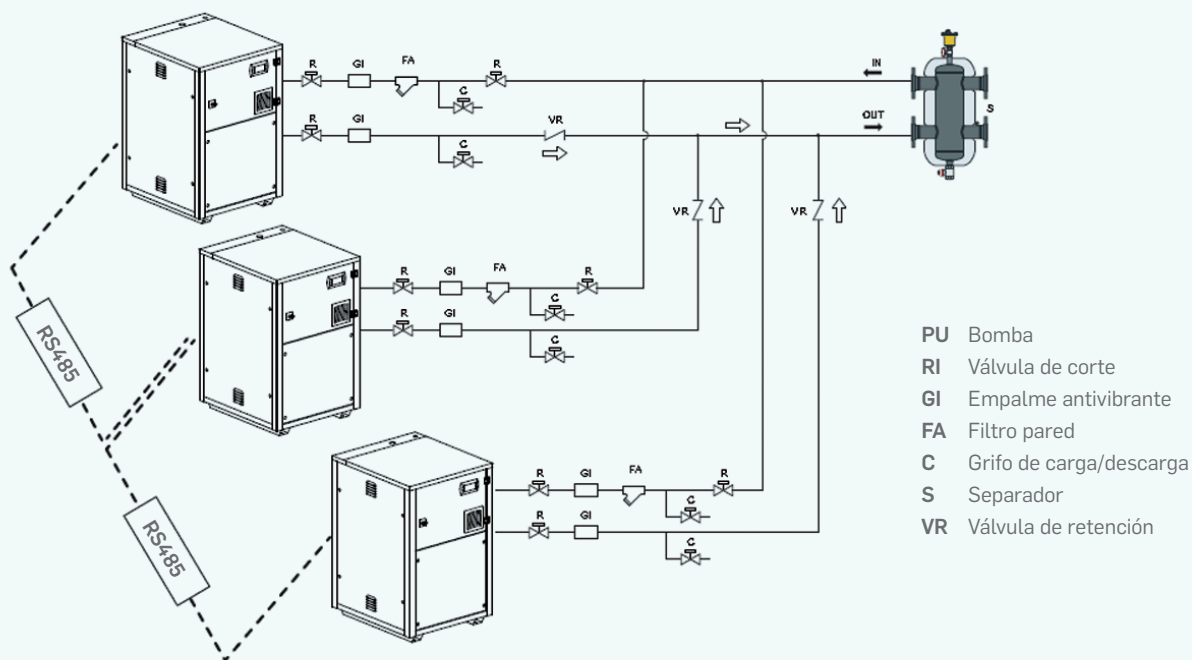 R GI FA R IN
C
R GI VR OUT S
C
VR VR
R GI FA R
C
R GI
C
RS485
R GI FA R
C
R GI
C
RS485
PU Bomba
RI Válvula de corte
GI Empalme antivibrante
FA Filtro pared
C Grifo de carga/descarga
S Separador
VR Válvula de retención